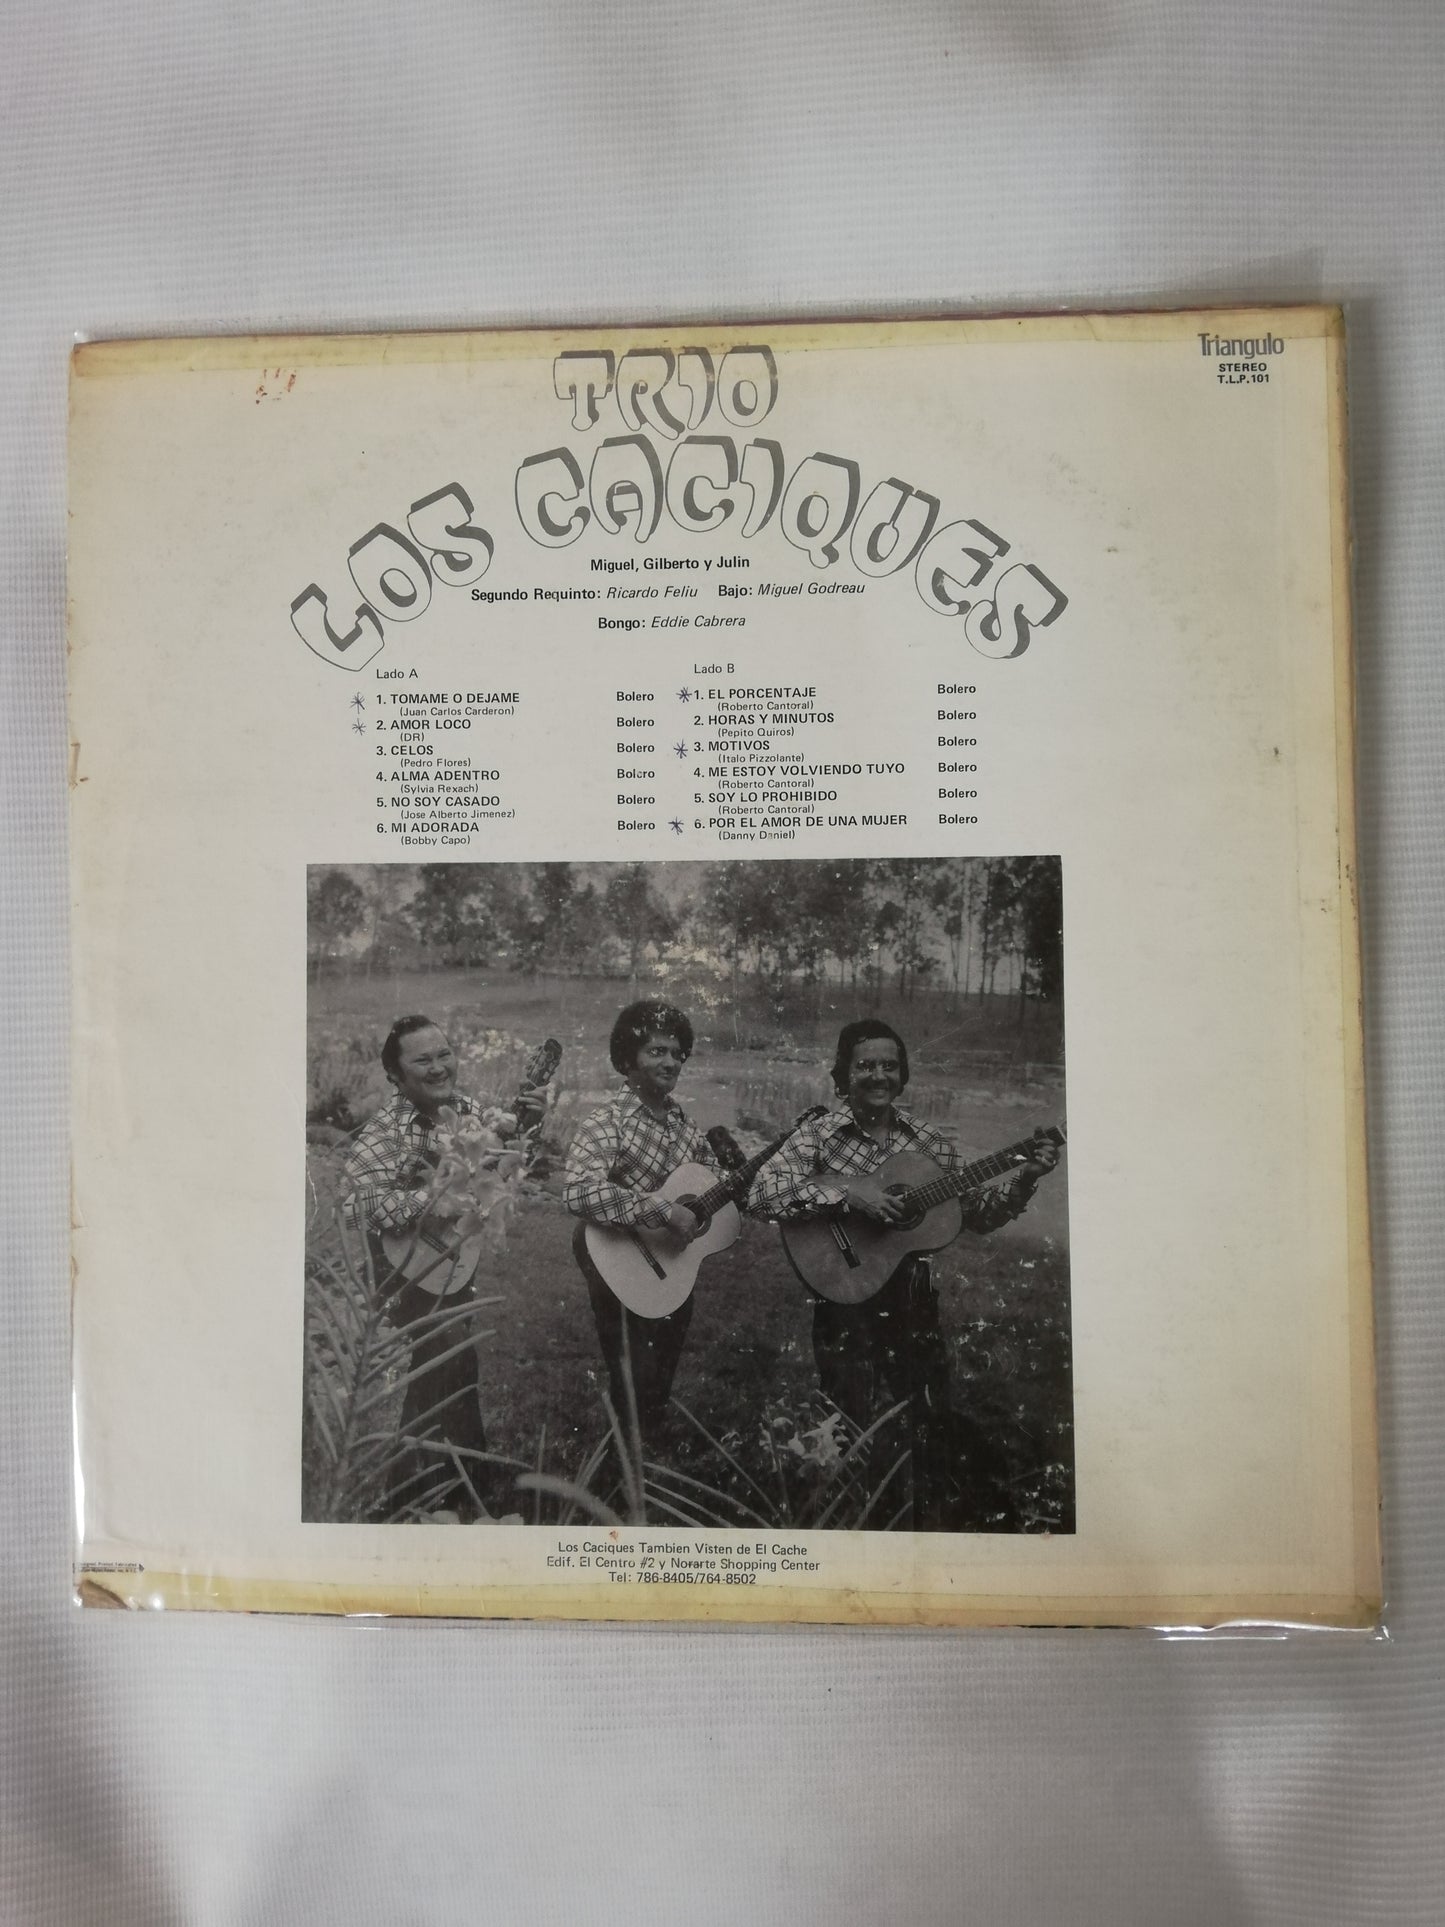 Triangulo
STEREO
T.L.P. 101
TRIO
LOS CACIQUES
Miguel, Gilberto y Julin
Segundo Requinto: Ricardo Feliu Bajo: Miguel Godreau
Bongo: Eddie Cabrera
Lado A
1. TOMAME O DEJAME Bolero
(Juan Carlos Carderon)
2. AMOR LOCO Bolero
(DR)
3. CELOS Bolero
(Pedro Flores)
4. ALMA ADENTRO Bolero
(Sylvia Rexach)
5. NO SOY CASADO Bolero
(Jose Alberto Jimenez)
6. MI ADORADA Bolero
(Bobby Capo)
Lado B
1. EL PORCENTAJE Bolero
(Roberto Cantoral)
2. HORAS Y MINUTOS Bolero
(Pepito Quiros)
3. MOTIVOS Bolero
(Italo Pizzolante)
4. ME ESTOY VOLVIENDO TUYO Bolero
(Roberto Cantoral)
5. SOY LO PROHIBIDO Bolero
(Roberto Cantoral)
6. POR EL AMOR DE UNA MUJER Bolero
(Danny Daniel)
Los Caciques Tambien Visten de El Cache
Edif. El Centro #2 y Norarte Shopping Center
Tel: 786-8405/764-8502